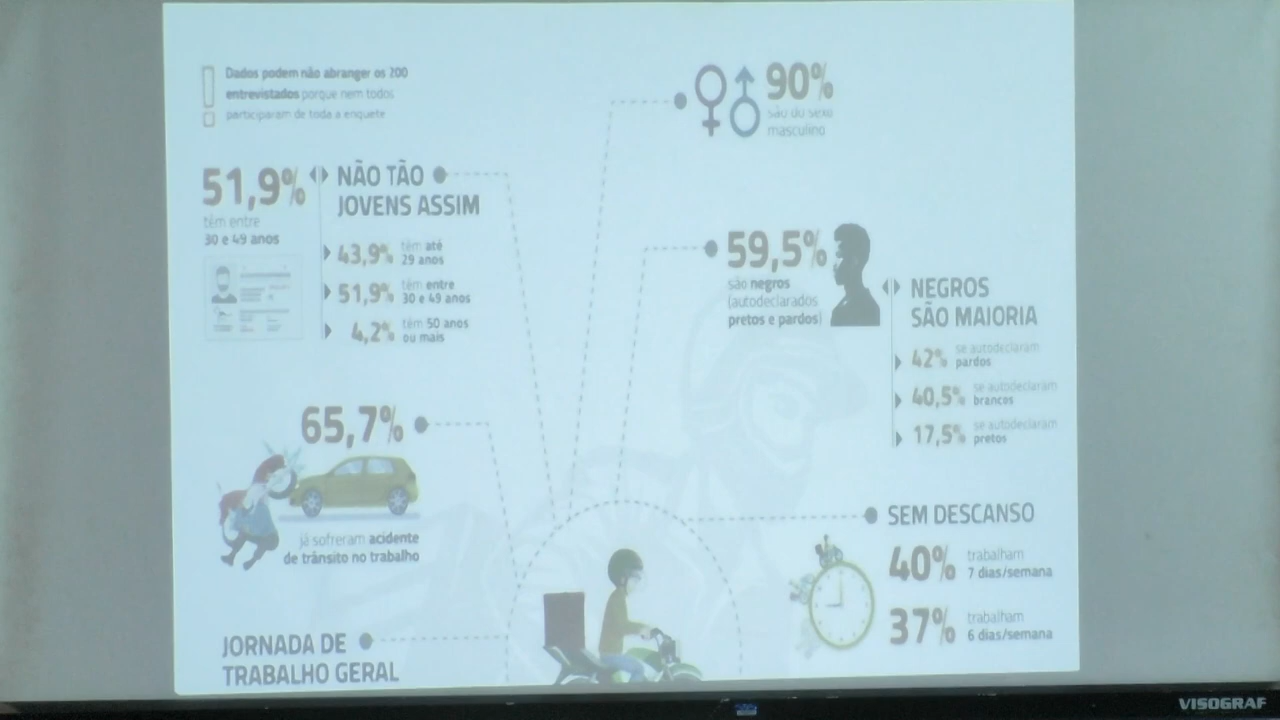 Dados podem não abranger os 200
entrevistados porque nem todos
participaram de toda a enquete
90%
são do sexo
masculino
51,9%
têm entre
30 e 49 anos
NÃO TÃO
JOVENS ASSIM
43,9% têm até
29 anos
51,9% têm entre
30 e 49 anos
4,2% têm 50 anos
ou mais
59,5%
são negros
(autodeclarados
pretos e pardos)
NEGROS
SÃO MAIORIA
42% se autodeclaram
pardos
40,5% se autodeclaram
brancos
17,5% se autodeclaram
pretos
65,7%
já sofreram acidente
de trânsito no trabalho
SEM DESCANSO
40% trabalham
7 dias/semana
37% trabalham
6 dias/semana
JORNADA DE
TRABALHO GERAL
VISOGRAF